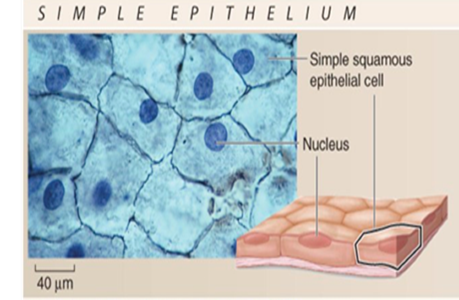 SIMPLE EPITHELIUM
Simple squamous
epithelial cell
Nucleus
40 µm